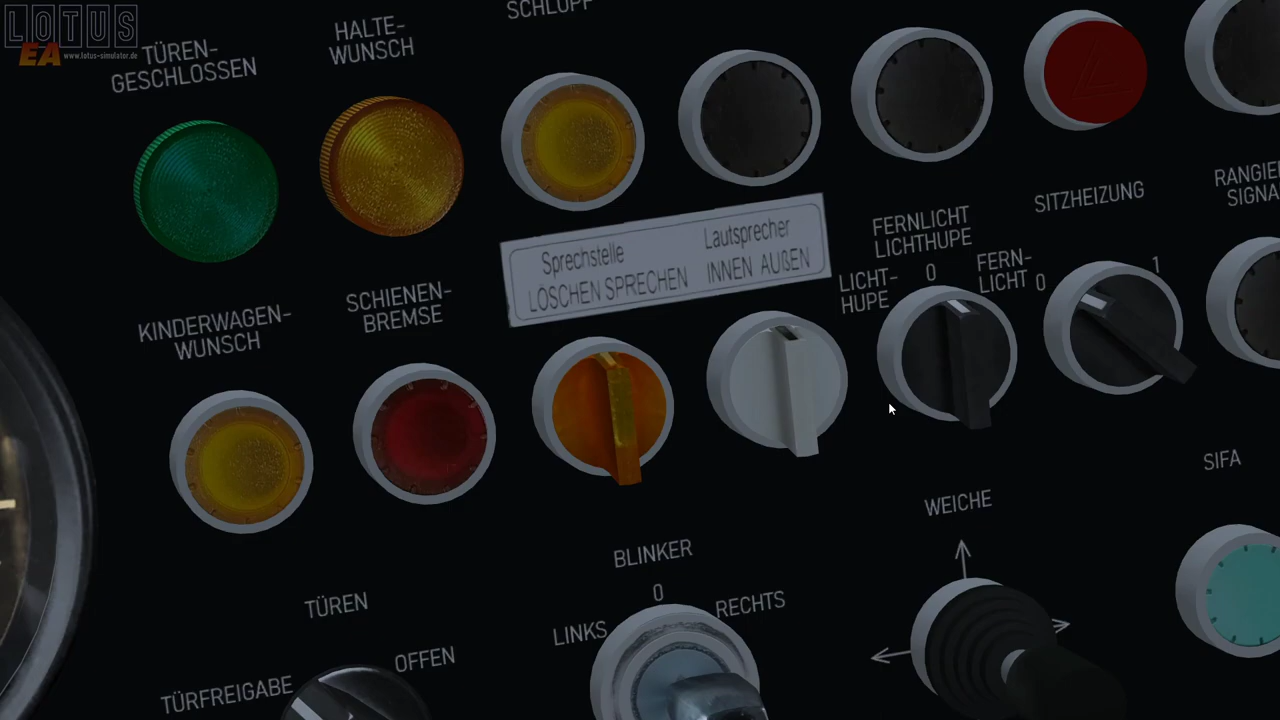 LOTUS
EA www.lotus-simulator.de
TÜREN-
GESCHLOSSEN
HALTE-
WUNSCH
SCHLUPF
KINDERWAGEN-
WUNSCH
SCHIENEN-
BREMSE
Sprechstelle Lautsprecher
LÖSCHEN SPRECHEN INNEN AUßEN
FERNLICHT
LICHTHUPE
LICHT-
HUPE
0
FERN-
LICHT
SITZHEIZUNG
0
1
TÜREN
TÜRFREIGABE
OFFEN
BLINKER
0
LINKS
RECHTS
WEICHE
SIFA